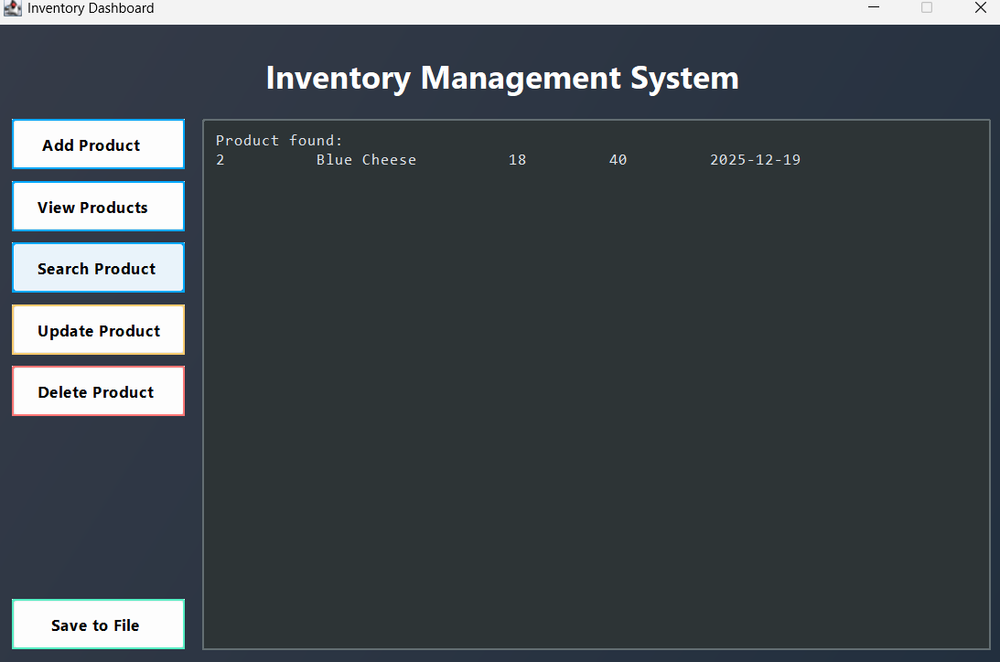 Inventory Dashboard
Inventory Management System
Add Product
View Products
Search Product
Update Product
Delete Product
Save to File
Product found:
2 Blue Cheese 18 40 2025-12-19